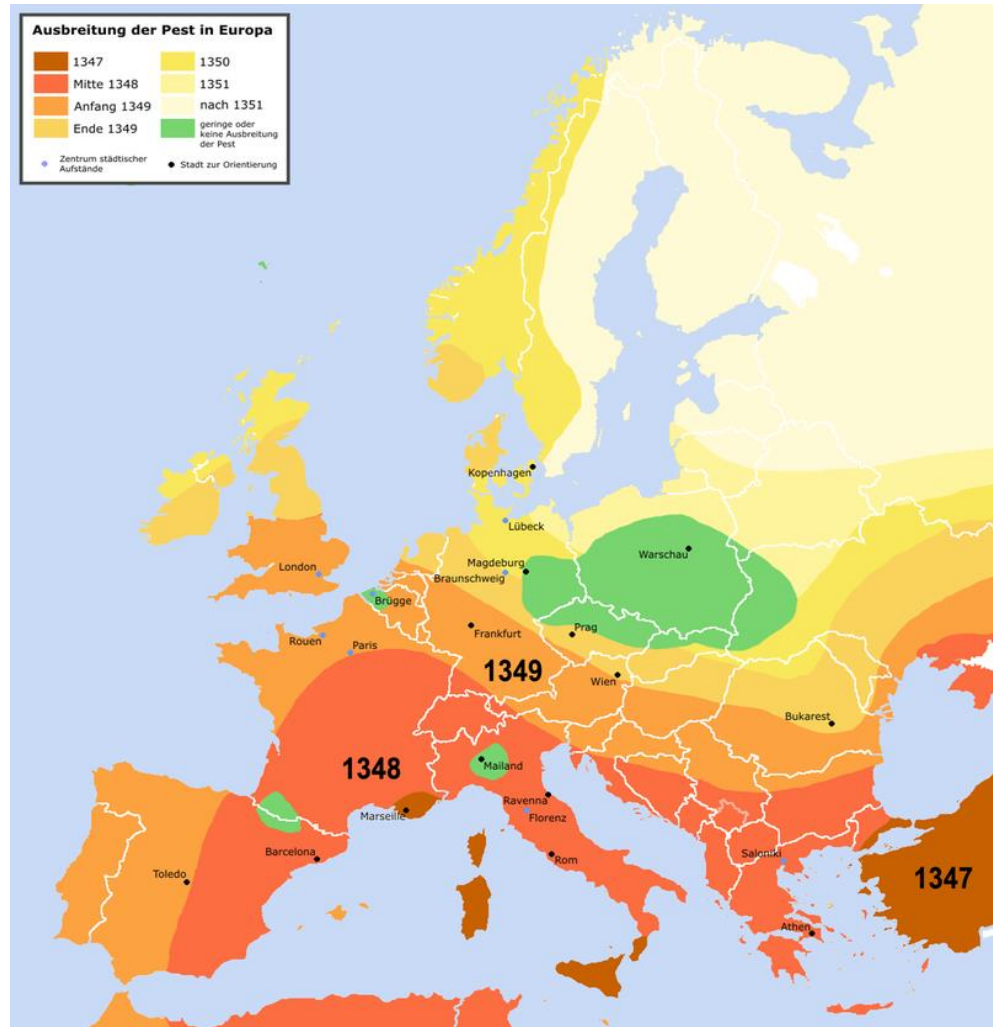 Ausbreitung der Pest in Europa
1347
Mitte 1348
Anfang 1349
Ende 1349
1350
1351
nach 1351
geringe oder
keine Ausbreitung
der Pest
Zentrum städtischer
Aufstände
Stadt zur Orientierung
Kopenhagen
Lübeck
Magdeburg
Braunschweig
Warschau
London
Brügge
Rouen
Paris
Frankfurt
Prag
1349
Wien
Bukarest
1348
Mailand
Marseille
Ravenna
Florenz
Barcelona
Rom
Toledo
Saloniki
1347
Athen